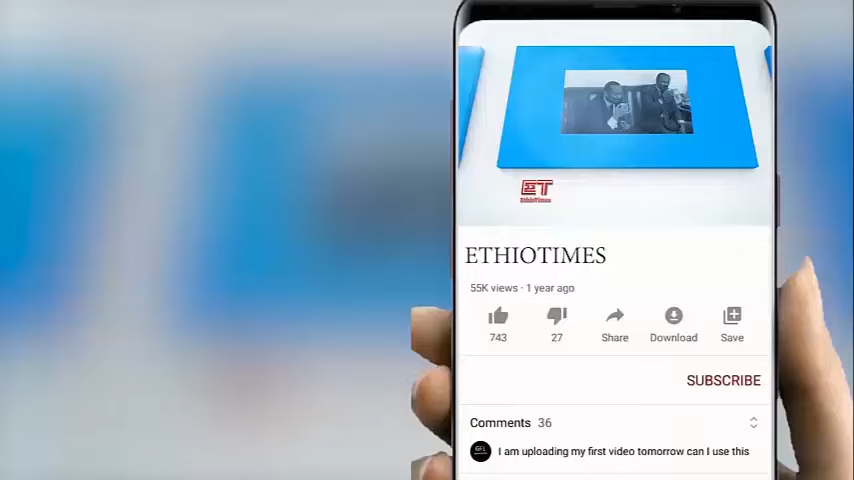 ET
EthioTimes
ETHIOTIMES
55K views · 1 year ago
743 27 Share Download Save
SUBSCRIBE
Comments 36
GFL
I am uploading my first video tomorrow can I use this